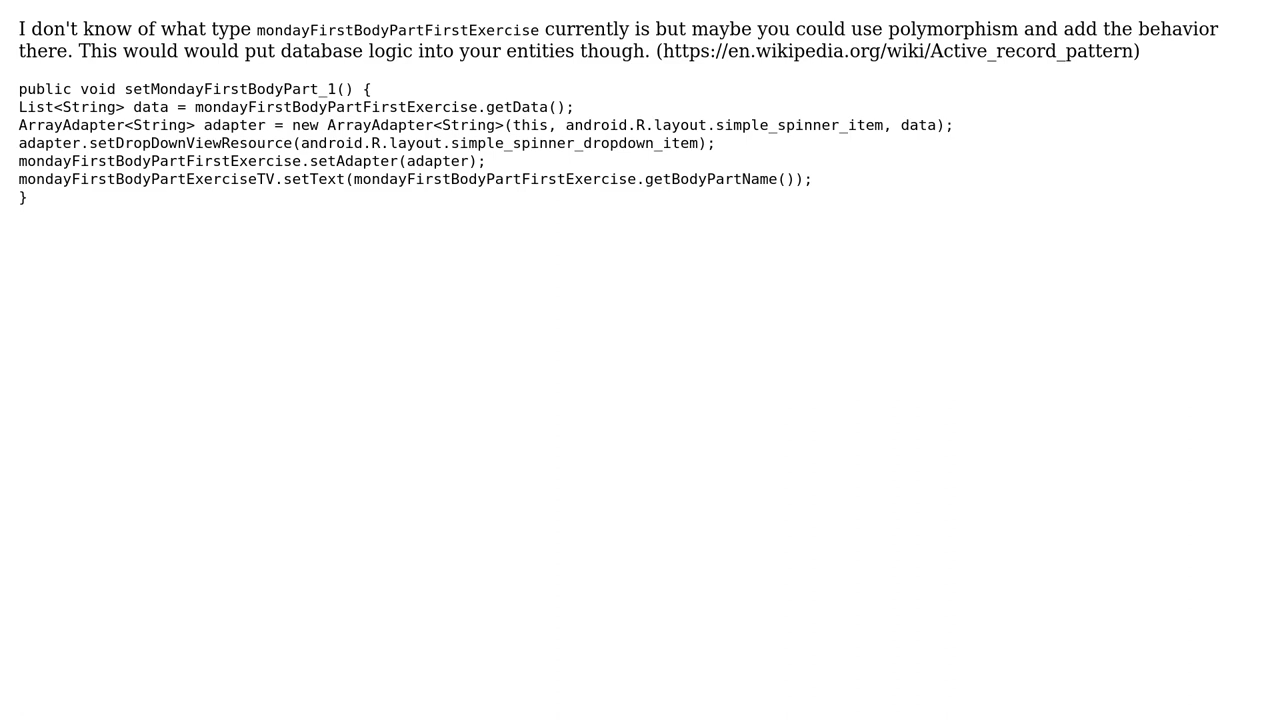 I don't know of what type mondayFirstBodyPartFirstExercise currently is but maybe you could use polymorphism and add the behavior
there. This would would put database logic into your entities though. (https://en.wikipedia.org/wiki/Active_record_pattern)
public void setMondayFirstBodyPart_1() {
List<String> data = mondayFirstBodyPartFirstExercise.getData();
ArrayAdapter<String> adapter = new ArrayAdapter<String>(this, android.R.layout.simple_spinner_item, data);
adapter.setDropDownViewResource(android.R.layout.simple_spinner_dropdown_item);
mondayFirstBodyPartFirstExercise.setAdapter(adapter);
mondayFirstBodyPartExerciseTV.setText(mondayFirstBodyPartFirstExercise.getBodyPartName());
}